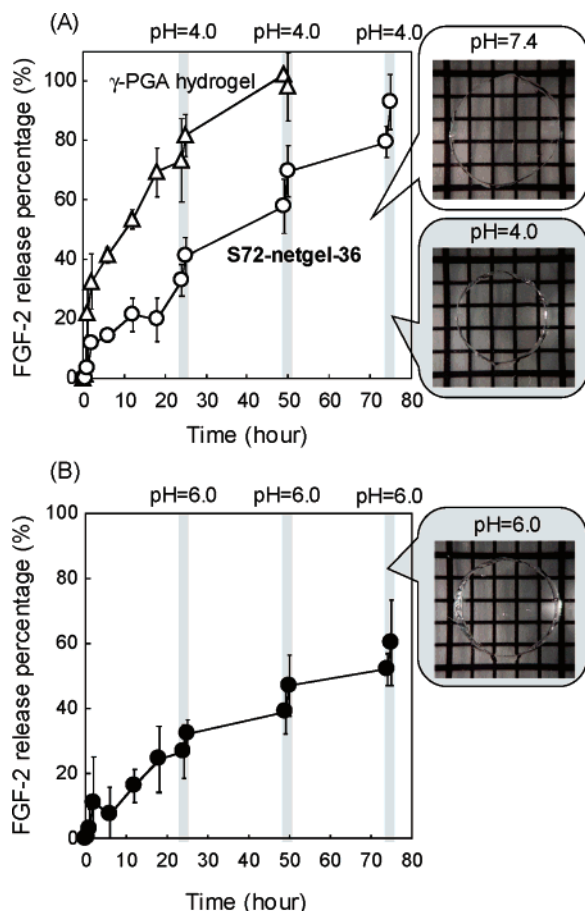 (A)
pH=4.0 pH=4.0 pH=4.0
FGF-2 release percentage (%)
100
80
60
40
20
0
γ-PGA hydrogel
S72-netgel-36
0 10 20 30 40 50 60 70 80
Time (hour)
pH=7.4
pH=4.0
(B)
pH=6.0 pH=6.0 pH=6.0
FGF-2 release percentage (%)
100
80
60
40
20
0
0 10 20 30 40 50 60 70 80
Time (hour)
pH=6.0